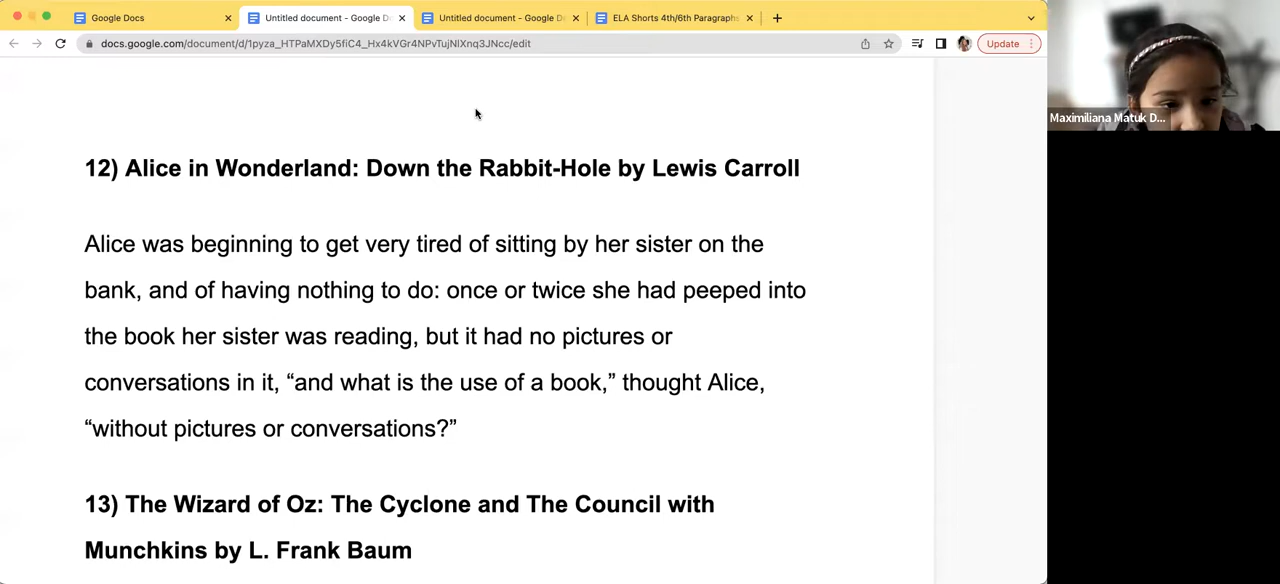 Google Docs
Untitled document - Google D
Untitled document - Google D
ELA Shorts 4th/6th Paragraphs
docs.google.com/document/d/1pyza_HTPaMXDy5fiC4_Hx4kVGr4NPvTujNlXnq3JNcc/edit
Update
Maximiliana Matuk D...
12) Alice in Wonderland: Down the Rabbit-Hole by Lewis Carroll
Alice was beginning to get very tired of sitting by her sister on the
bank, and of having nothing to do: once or twice she had peeped into
the book her sister was reading, but it had no pictures or
conversations in it, “and what is the use of a book,” thought Alice,
“without pictures or conversations?”
13) The Wizard of Oz: The Cyclone and The Council with
Munchkins by L. Frank Baum